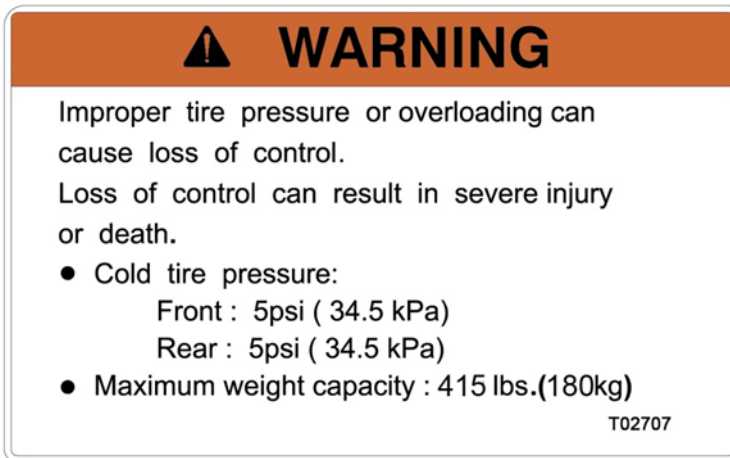 WARNING
Improper tire pressure or overloading can
cause loss of control.
Loss of control can result in severe injury
or death.
● Cold tire pressure:
Front : 5psi ( 34.5 kPa)
Rear : 5psi ( 34.5 kPa)
● Maximum weight capacity : 415 lbs.(180kg)
T02707